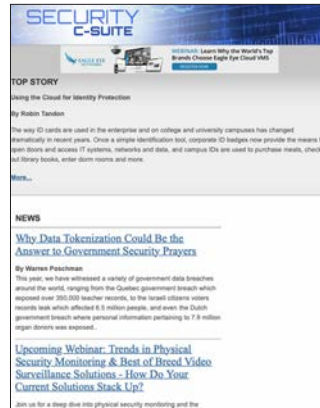 SECURITY
C-SUITE
EAGLE EYE
NETWORKS
WEBINAR: Learn Why the World's Top
Brands Choose Eagle Eye Cloud VMS
REGISTER NOW
TOP STORY
Using the Cloud for Identity Protection
By Robin Tandon
The way ID cards are used in the enterprise and on college and university campuses has changed
dramatically in recent years. Once a simple identification tool, corporate ID badges now provide the means
open doors and access IT systems, networks and data, and campus IDs are used to purchase meals, check
out library books, enter dorm rooms and more.
More...
NEWS
Why Data Tokenization Could Be the
Answer to Government Security Prayers
By Warren Poschman
This year, we have witnessed a variety of government data breaches
around the world, ranging from the Quebec government breach which
exposed over 350,000 teacher records, to the Israeli citizens voters
records leak which affected 6.5 million people, and even the Dutch
government breach where personal information pertaining to 7.9 million
organ donors was exposed..
Upcoming Webinar: Trends in Physical
Security Monitoring & Best of Breed Video
Surveillance Solutions - How Do Your
Current Solutions Stack Up?
Join us for a deep dive into physical security monitoring and the